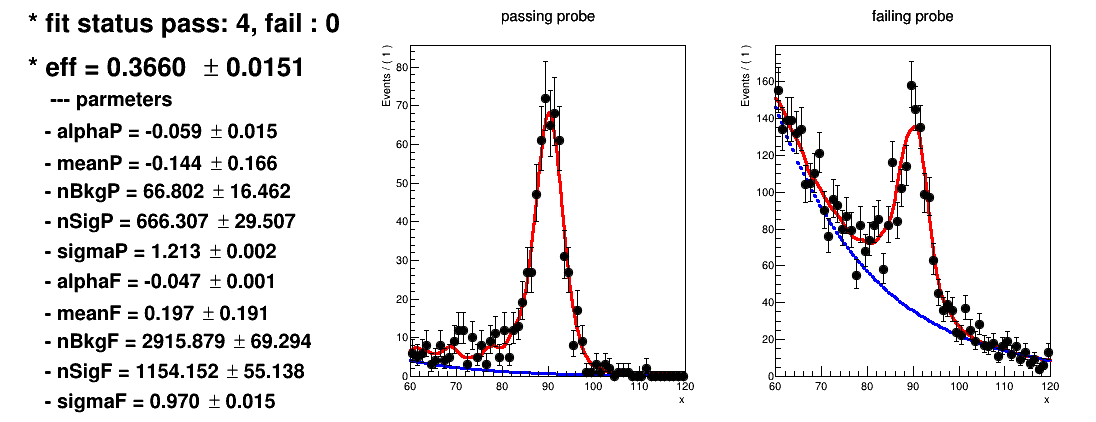 * fit status pass: 4, fail : 0
* eff = 0.3660 ± 0.0151
--- parmeters
- alphaP = -0.059 ± 0.015
- meanP = -0.144 ± 0.166
- nBkgP = 66.802 ± 16.462
- nSigP = 666.307 ± 29.507
- sigmaP = 1.213 ± 0.002
- alphaF = -0.047 ± 0.001
- meanF = 0.197 ± 0.191
- nBkgF = 2915.879 ± 69.294
- nSigF = 1154.152 ± 55.138
- sigmaF = 0.970 ± 0.015
passing probe
Events / ( 1 )
80
70
60
50
40
30
20
10
0
60 70 80 90 100 110 120
x
failing probe
Events / ( 1 )
160
140
120
100
80
60
40
20
0
60 70 80 90 100 110 120
x